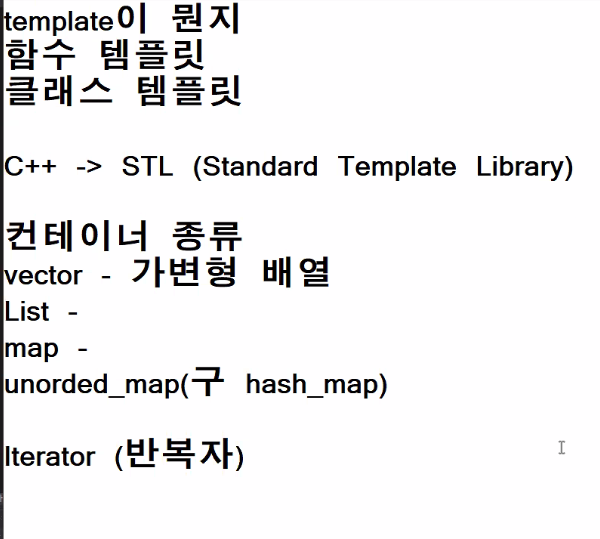 template이 뭔지
함수 템플릿
클래스 템플릿
C++ -> STL (Standard Template Library)
컨테이너 종류
vector - 가변형 배열
List -
map -
unorded_map(구 hash_map)
Iterator (반복자)